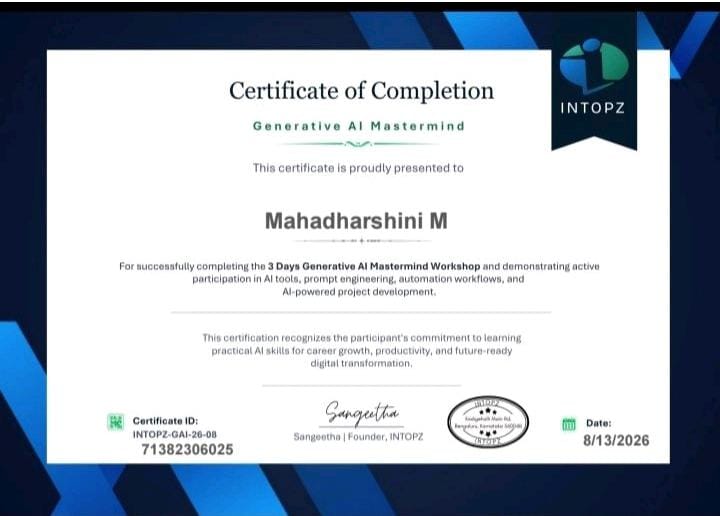 INTOPZ
Certificate of Completion
Generative AI Mastermind
This certificate is proudly presented to
Mahadharshini M
For successfully completing the 3 Days Generative AI Mastermind Workshop and demonstrating active
participation in AI tools, prompt engineering, automation workflows, and
AI-powered project development.
This certification recognizes the participant's commitment to learning
practical AI skills for career growth, productivity, and future-ready
digital transformation.
Certificate ID:
INTOPZ-GAI-26-08
71382306025
Sangeetha
Sangeetha | Founder, INTOPZ
INTOPZ
Main Rd,
Bengaluru, Karnataka
INTOPZ
Date:
8/13/2026